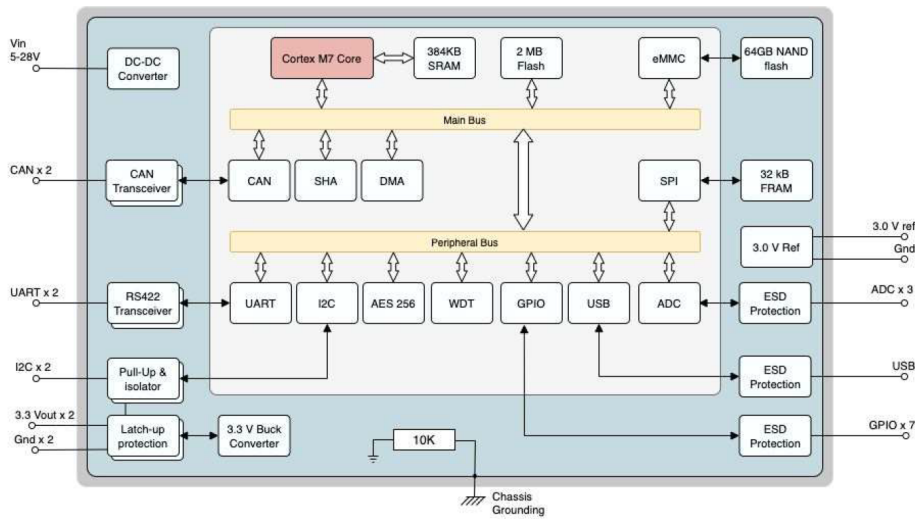 Vin
5-28V
DC-DC
Converter
Cortex M7 Core
384KB
SRAM
2 MB
Flash
eMMC
64GB NAND
flash
Main Bus
CAN x 2
CAN
Transceiver
CAN
SHA
DMA
SPI
32 kB
FRAM
Peripheral Bus
3.0 V Ref
3.0 V ref
Gnd
UART x 2
RS422
Transceiver
UART
I2C
AES 256
WDT
GPIO
USB
ADC
ESD
Protection
ADC x 3
I2C x 2
Pull-Up &
isolator
ESD
Protection
USB
3.3 Vout x 2
Gnd x 2
Latch-up
protection
3.3 V Buck
Converter
10K
ESD
Protection
GPIO x 7
Chassis
Grounding